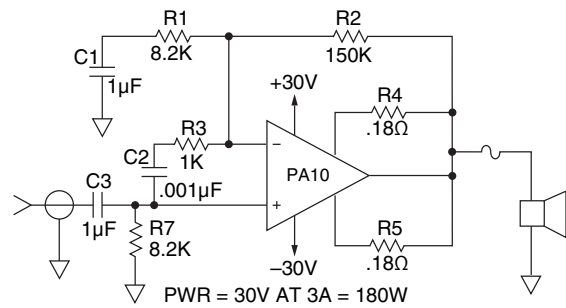 R1
8.2K
R2
150K
C1
1µF
+30V
R4
.18Ω
R3
1K
C2
.001µF
–
PA10
C3
1µF
+
R7
8.2K
R5
.18Ω
–30V
PWR = 30V AT 3A = 180W